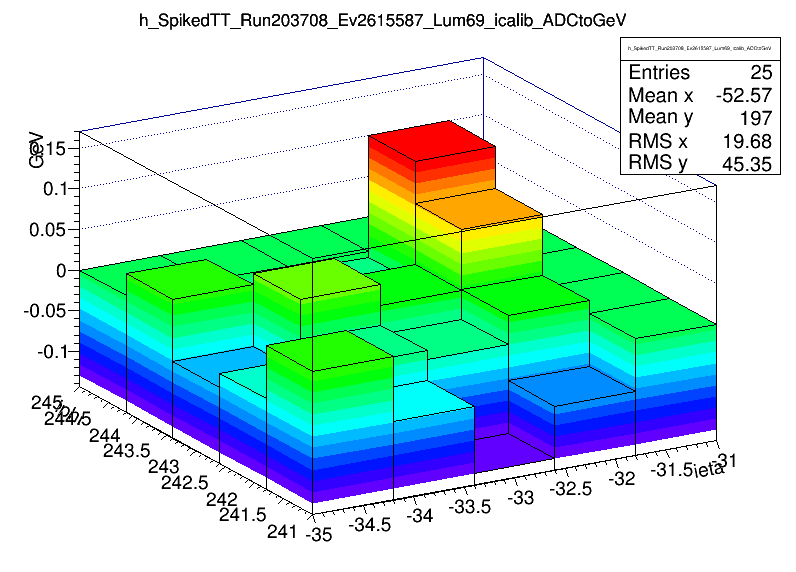 h_SpikedTT_Run203708_Ev2615587_Lum69_icalib_ADCtoGeV
h_SpikedTT_Run203708_Ev2615587_Lum69_icalib_ADCtoGeV
Entries 25
Mean x -52.57
Mean y 197
RMS x 19.68
RMS y 45.35
GeV
0.15
0.1
0.05
0
-0.05
-0.1
245
244.5
244
243.5
243
242.5
242
241.5
241
-35
-34.5
-34
-33.5
-33
-32.5
-32
-31.5
ieta
-31